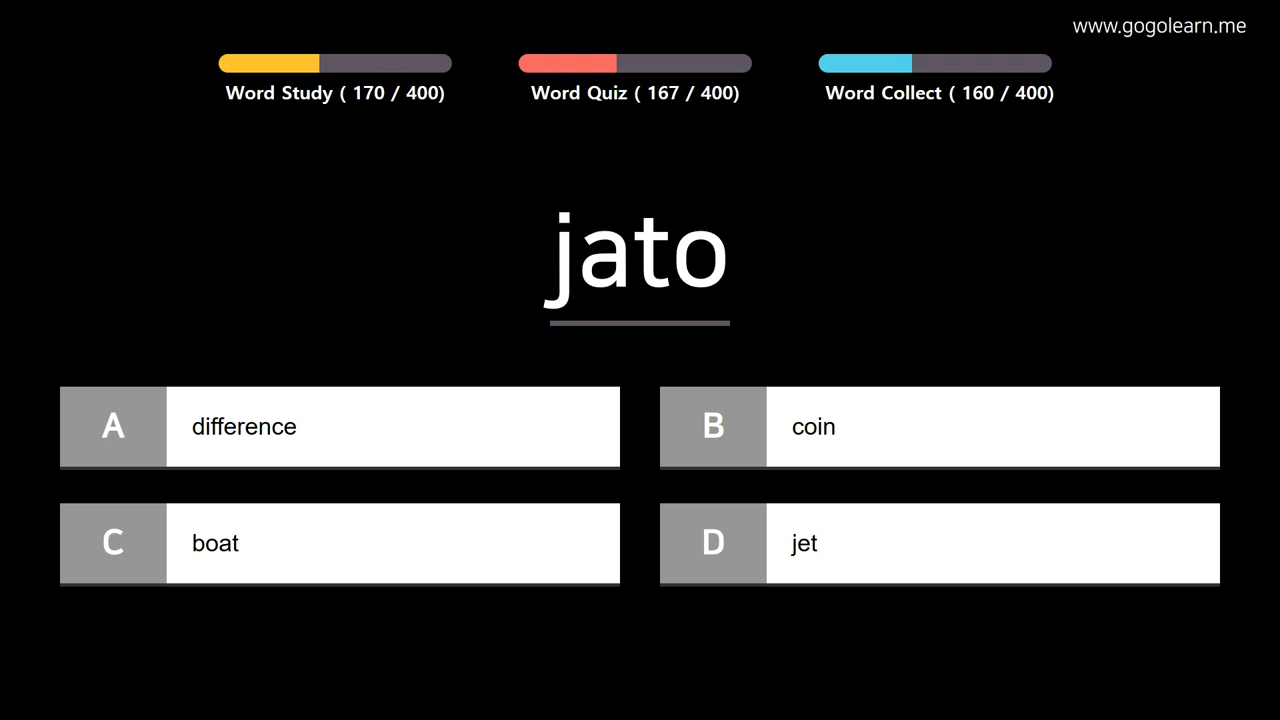 www.gogolearn.me
Word Study ( 170 / 400)
Word Quiz ( 167 / 400)
Word Collect ( 160 / 400)
jato
A difference
B coin
C boat
D jet